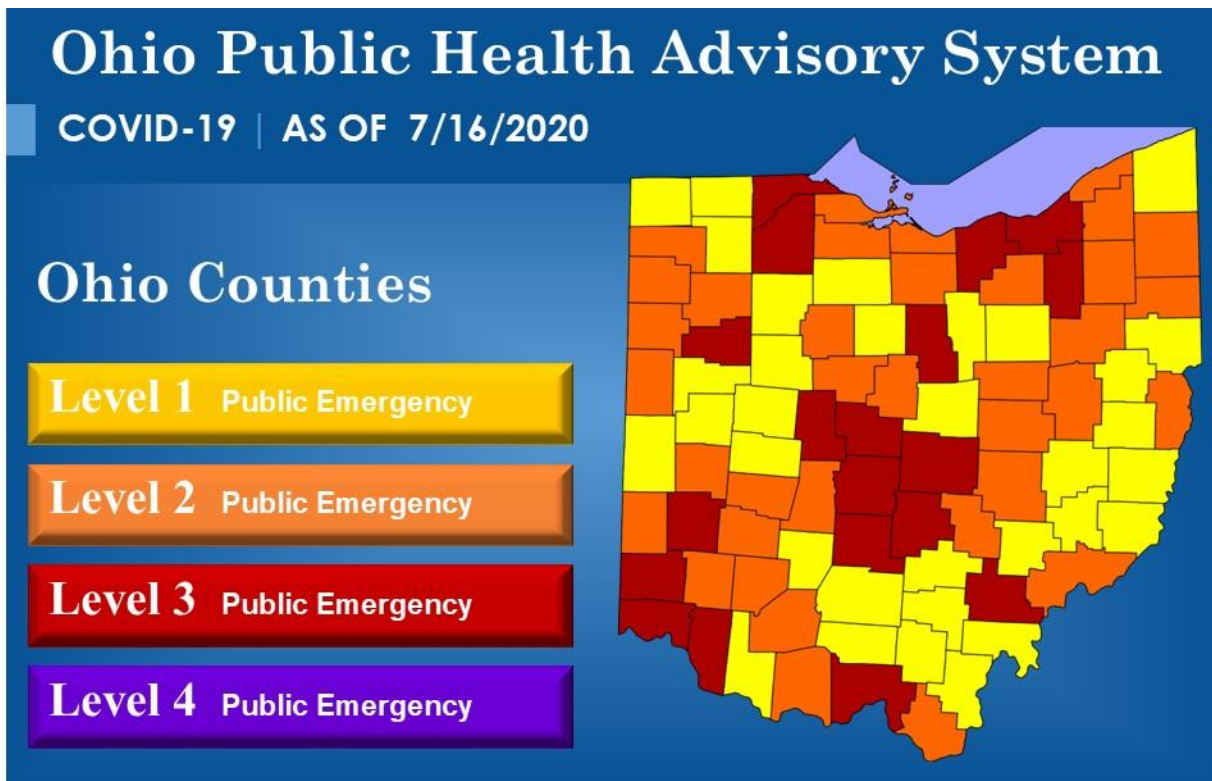 Ohio Public Health Advisory System
COVID-19 | AS OF 7/16/2020
Ohio Counties
Level 1 Public Emergency
Level 2 Public Emergency
Level 3 Public Emergency
Level 4 Public Emergency